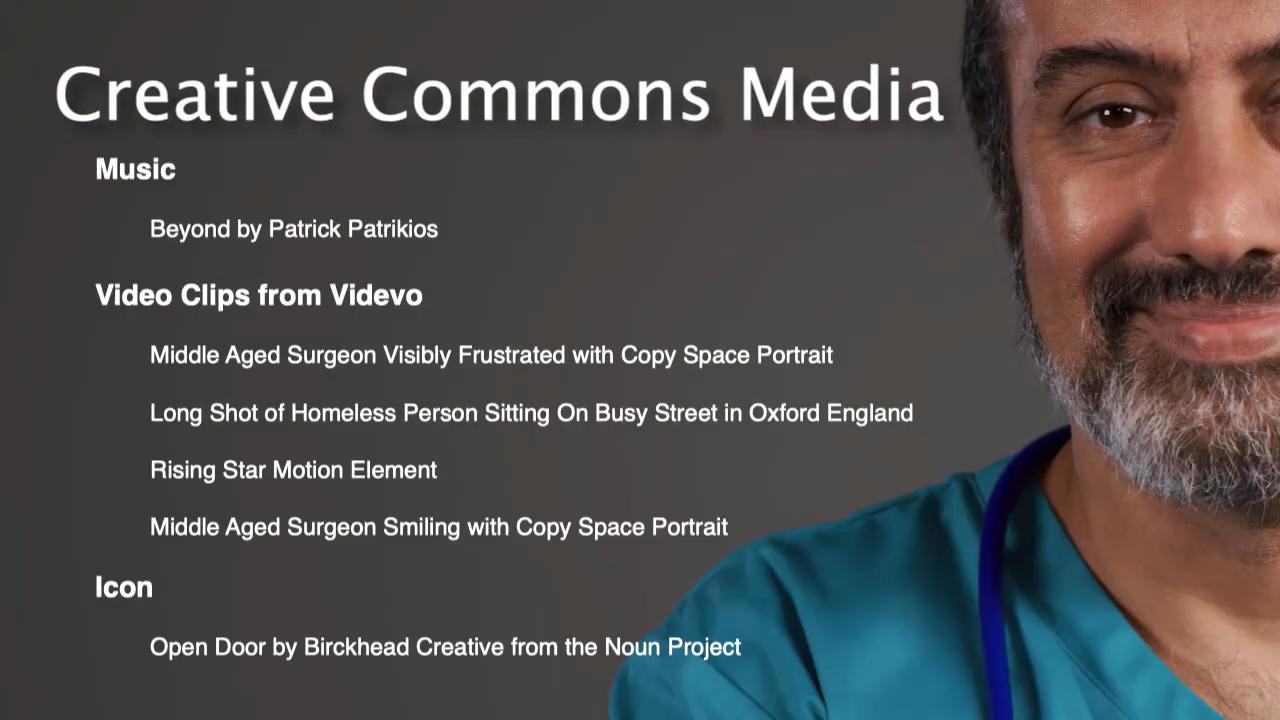 Creative Commons Media
Music
Beyond by Patrick Patrikios
Video Clips from Videvo
Middle Aged Surgeon Visibly Frustrated with Copy Space Portrait
Long Shot of Homeless Person Sitting On Busy Street in Oxford England
Rising Star Motion Element
Middle Aged Surgeon Smiling with Copy Space Portrait
Icon
Open Door by Birckhead Creative from the Noun Project